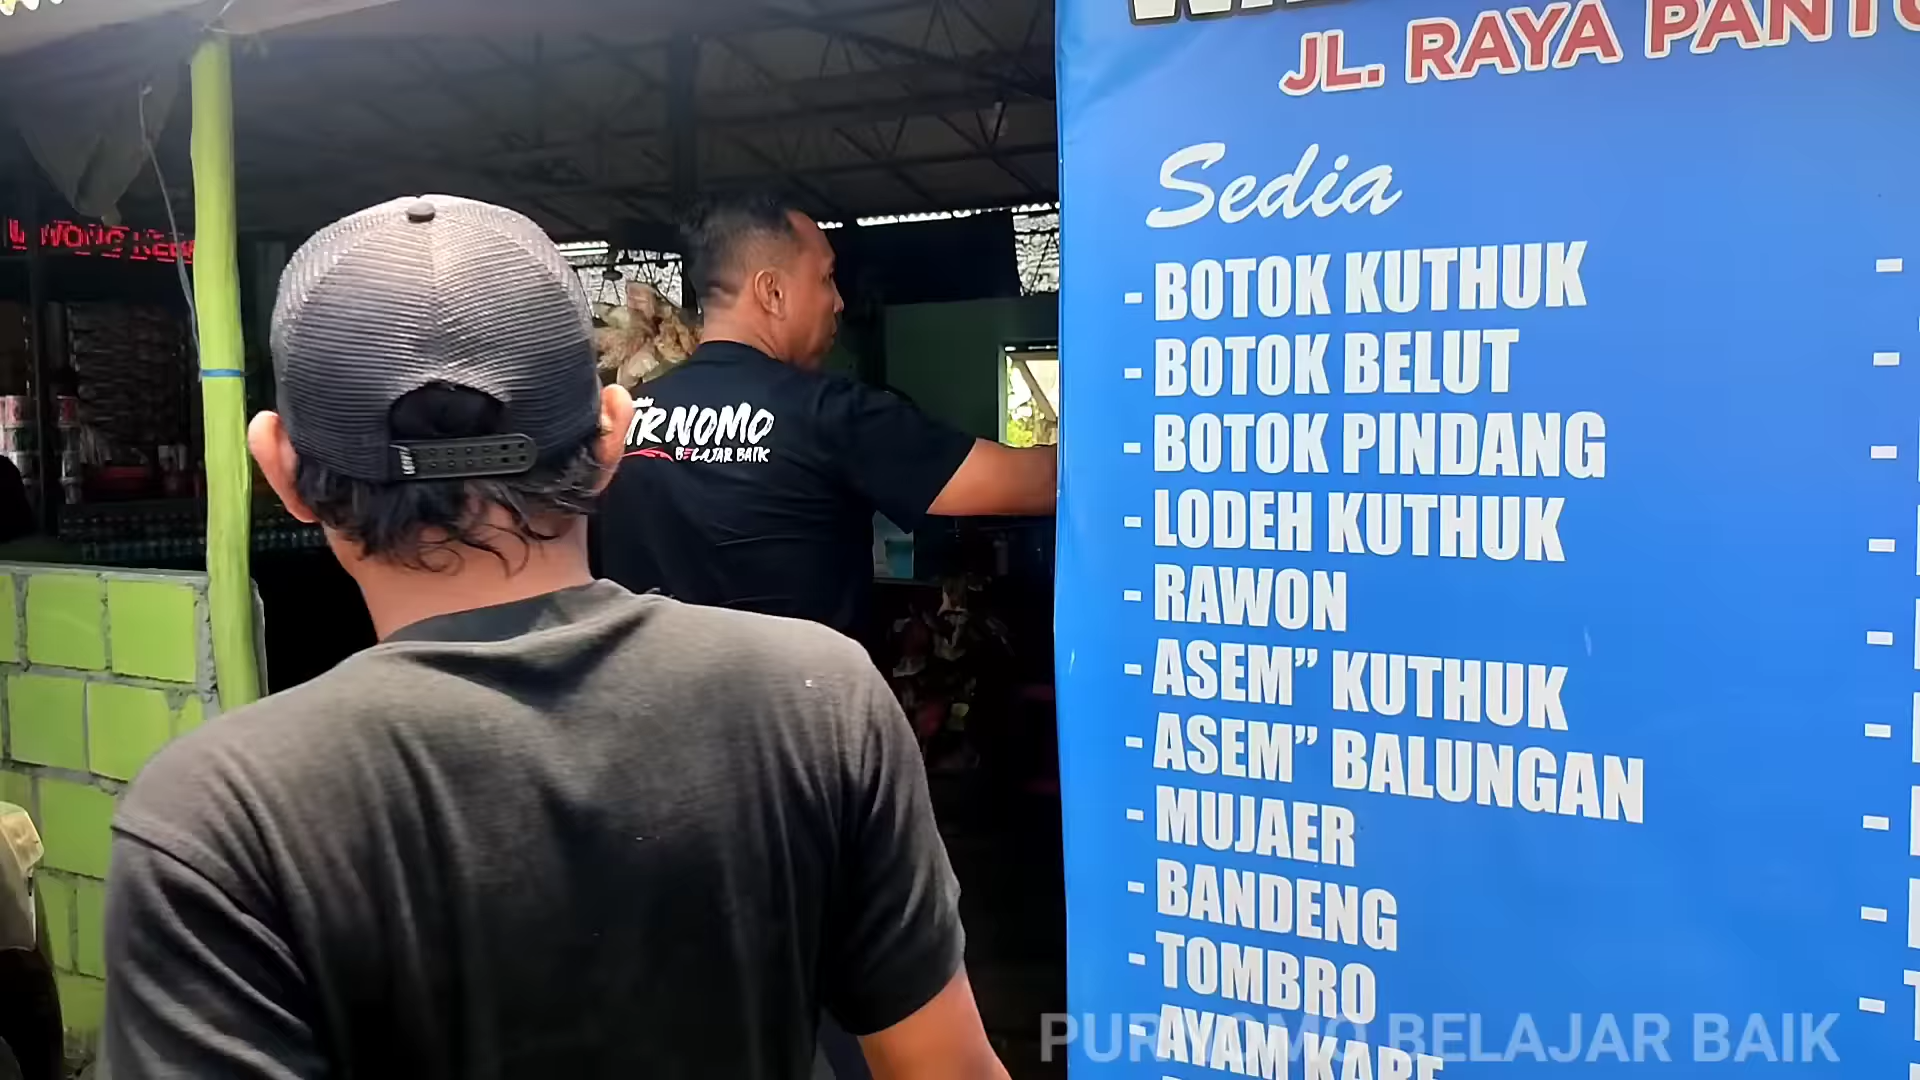 JL. RAYA
Sedia
- BOTOK KUTHUK
- BOTOK BELUT
- BOTOK PINDANG
- LODEH KUTHUK
- RAWON
- ASEM” KUTHUK
- ASEM” BALUNGAN
- MUJAER
- BANDENG
- TOMBRO
- AYAM
BELAJAR BAIK
PURNOMO BELAJAR BAIK